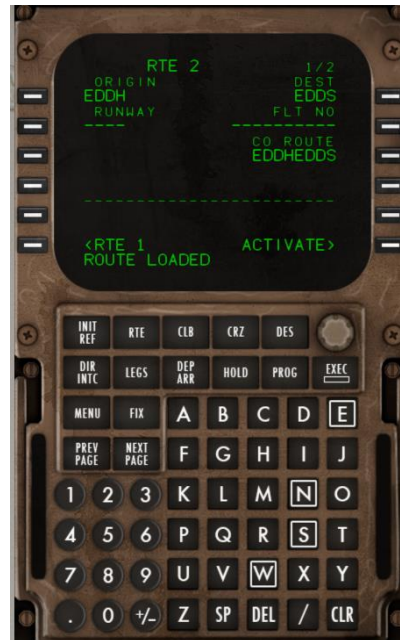 RTE 2 1/2
ORIGIN DEST
EDDH EDDS
RUNWAY FLT NO
---- ----------
CO ROUTE
EDDHEDDS
--------------------------
<RTE 1 ACTIVATE>
ROUTE LOADED
INIT REF RTE CLB CRZ DES
DIR INTC LEGS DEP ARR HOLD PROG EXEC
MENU FIX A B C D E
PREV PAGE NEXT PAGE F G H I J
1 2 3 K L M N O
4 5 6 P Q R S T
7 8 9 U V W X Y
. 0 +/- Z SP DEL / CLR